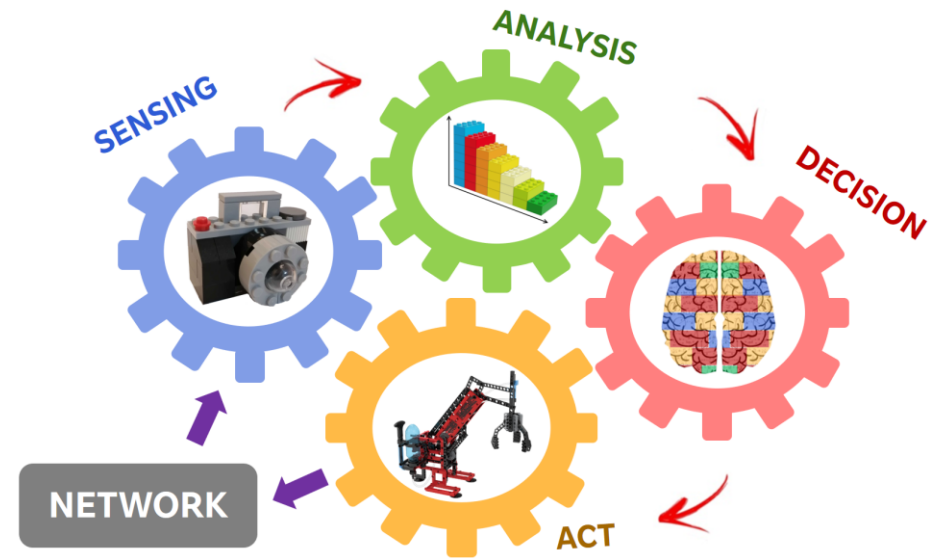 SENSING
ANALYSIS
DECISION
ACT
NETWORK